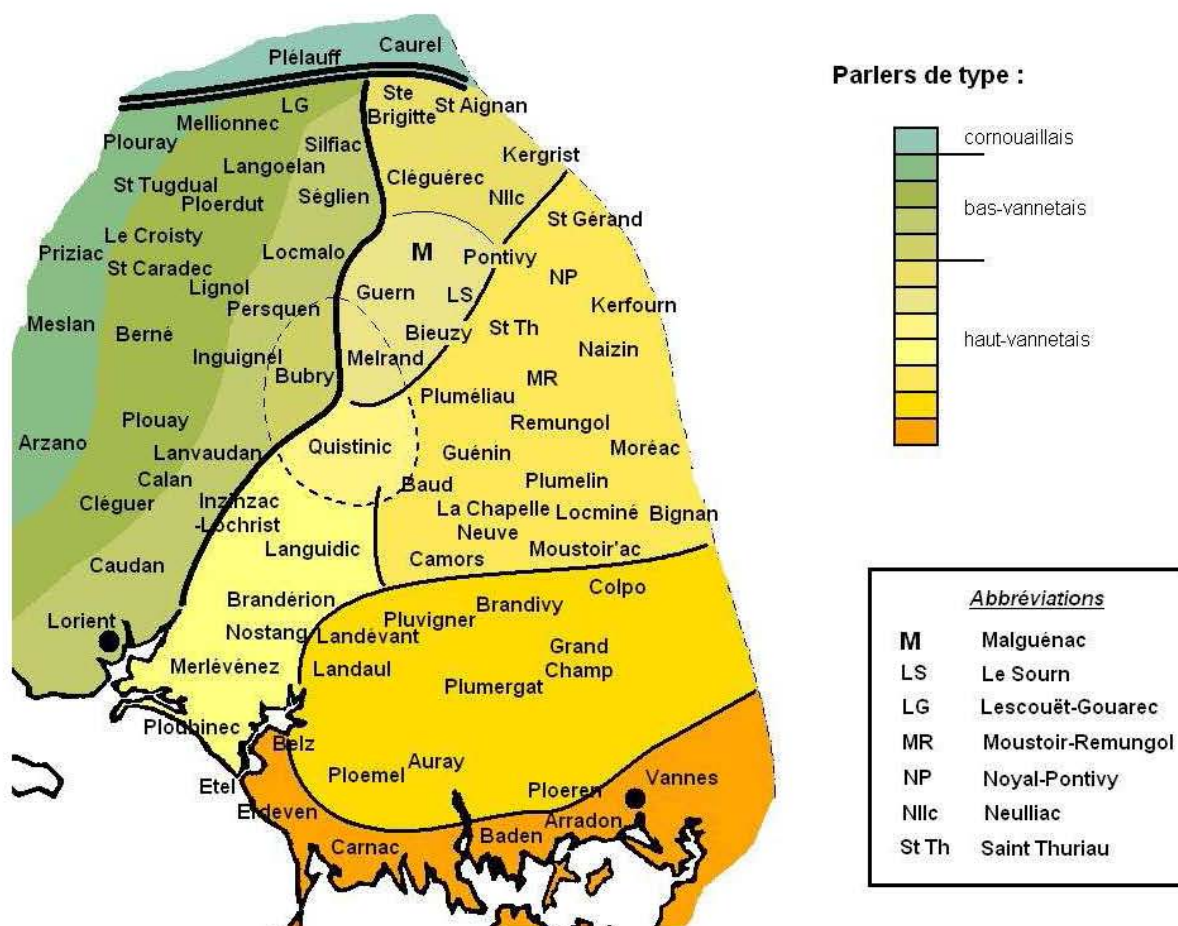 Plélauff
Caurel
LG
Ste
Brigitte
St Aignan
Mellionnec
Plouray
Silfiac
Kergrist
Langoelan
Cléguérec
St Tugdual
Ploerdut
Séglien
Nllc
St Gérand
Le Croisty
Priziac
Locmalo
M
Pontivy
St Caradec
NP
Lignol
Guern
LS
Persquen
Kerfourn
Meslan
Berné
Bieuzy
St Th
Inguignel
Melrand
Naizin
Bubry
MR
Pluméliau
Plouay
Remungol
Arzano
Lanvaudan
Quistinic
Guénin
Moréac
Calan
Baud
Plumelin
Cléguer
Inzinzac
-Lochrist
La Chapelle
Neuve
Locminé
Bignan
Languidic
Moustoir'ac
Caudan
Camors
Colpo
Brandérion
Brandivy
Lorient
Pluvigner
Nostang
Landévant
Grand
Champ
Merlévénez
Landaul
Plumergat
Ploubinec
Belz
Auray
Etel
Ploemel
Ploeren
Vannes
Erdeven
Arradon
Baden
Carnac
Parlers de type :
cornouaillais
bas-vannetais
haut-vannetais
Abbréviations
M Malguénac
LS Le Sourn
LG Lescouët-Gouarec
MR Moustoir-Remungol
NP Noyal-Pontivy
Nllc Neulliac
St Th Saint Thuriau